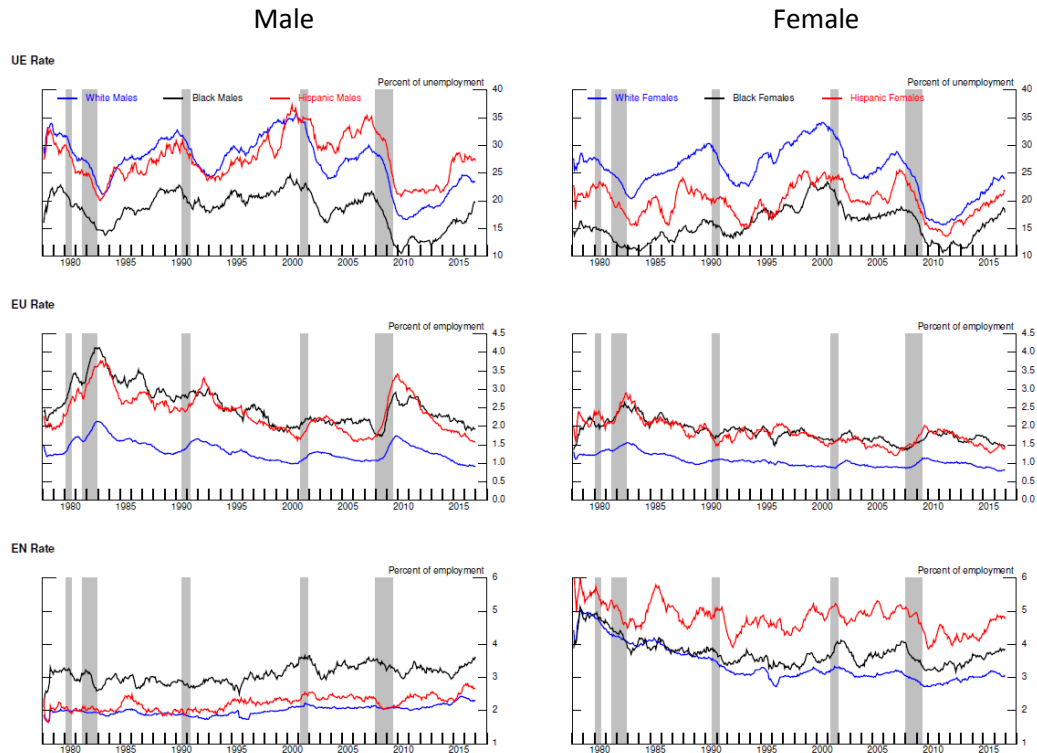 Male Female
UE Rate
Percent of unemployment Percent of unemployment
White Males Black Males Hispanic Males White Females Black Females Hispanic Females
40 40
35 35
30 30
25 25
20 20
15 15
10 10
1980 1985 1990 1995 2000 2005 2010 2015 1980 1985 1990 1995 2000 2005 2010 2015
EU Rate
Percent of employment Percent of employment
4.5 4.5
4.0 4.0
3.5 3.5
3.0 3.0
2.5 2.5
2.0 2.0
1.5 1.5
1.0 1.0
0.5 0.5
0.0 0.0
1980 1985 1990 1995 2000 2005 2010 2015 1980 1985 1990 1995 2000 2005 2010 2015
EN Rate
Percent of employment Percent of employment
6 6
5 5
4 4
3 3
2 2
1 1
1980 1985 1990 1995 2000 2005 2010 2015 1980 1985 1990 1995 2000 2005 2010 2015